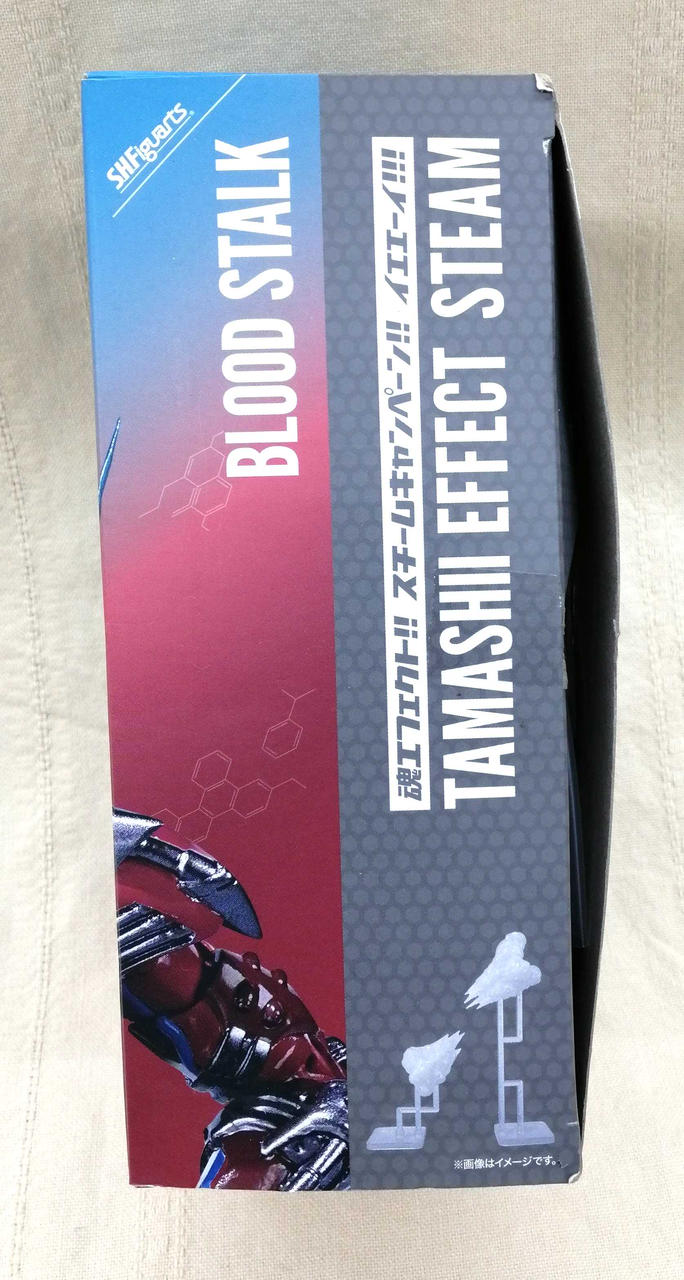 S.H.Figuarts
BLOOD STALK
魂エフェクト!! スチームキャンペーン!! イエエーイ!!!
TAMASHII EFFECT STEAM
※画像はイメージです。